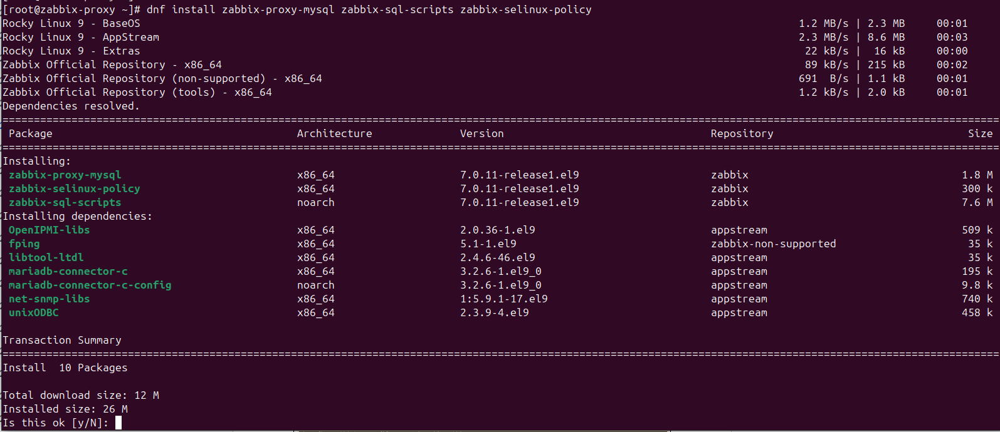 [root@zabbix-proxy ~]# dnf install zabbix-proxy-mysql zabbix-sql-scripts zabbix-selinux-policy
Rocky Linux 9 - BaseOS 1.2 MB/s | 2.3 MB 00:01
Rocky Linux 9 - AppStream 2.3 MB/s | 8.6 MB 00:03
Rocky Linux 9 - Extras 22 kB/s | 16 kB 00:00
Zabbix Official Repository - x86_64 89 kB/s | 215 kB 00:02
Zabbix Official Repository (non-supported) - x86_64 691 B/s | 1.1 kB 00:01
Zabbix Official Repository (tools) - x86_64 1.2 kB/s | 2.0 kB 00:01
Dependencies resolved.
Package Architecture Version Repository Size
Installing:
zabbix-proxy-mysql x86_64 7.0.11-release1.el9 zabbix 1.8 M
zabbix-selinux-policy x86_64 7.0.11-release1.el9 zabbix 300 k
zabbix-sql-scripts noarch 7.0.11-release1.el9 zabbix 7.6 M
Installing dependencies:
OpenIPMI-libs x86_64 2.0.36-1.el9 appstream 509 k
fping x86_64 5.1-1.el9 zabbix-non-supported 35 k
libtool-ltdl x86_64 2.4.6-46.el9 appstream 35 k
mariadb-connector-c x86_64 3.2.6-1.el9_0 appstream 195 k
mariadb-connector-c-config noarch 3.2.6-1.el9_0 appstream 9.8 k
net-snmp-libs x86_64 1:5.9.1-17.el9 appstream 740 k
unixODBC x86_64 2.3.9-4.el9 appstream 458 k
Transaction Summary
Install 10 Packages
Total download size: 12 M
Installed size: 26 M
Is this ok [y/N]: